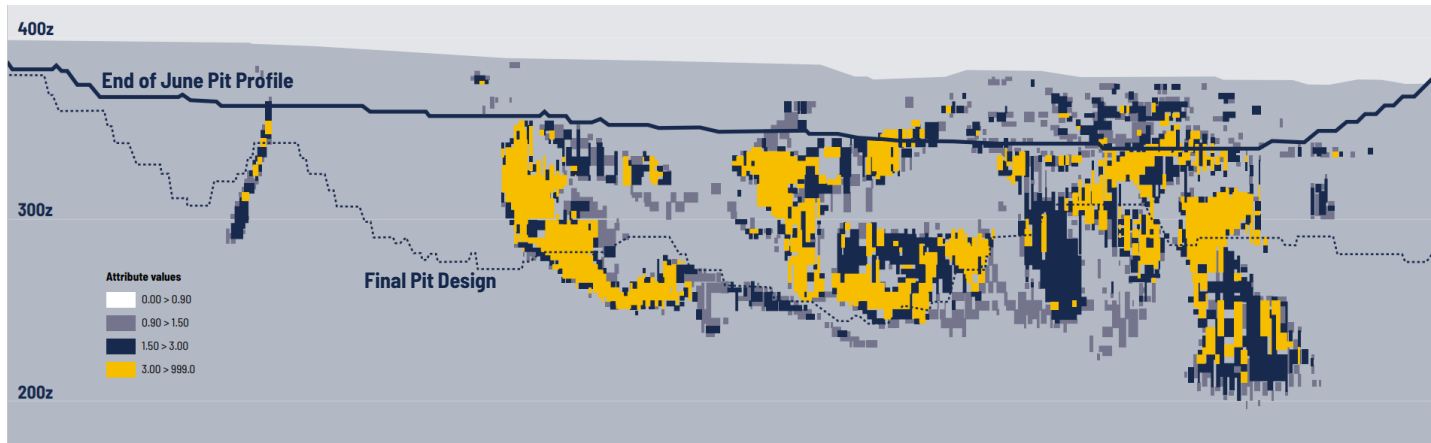 400z
End of June Pit Profile
300z
Final Pit Design
Attribute values
0.00 > 0.90
0.90 > 1.50
1.50 > 3.00
3.00 > 999.0
200z